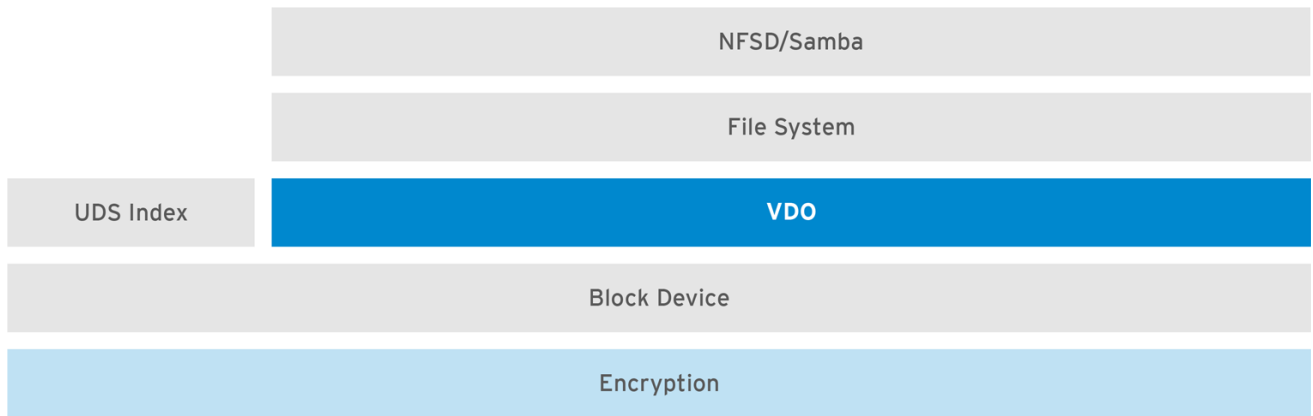 NFSD/Samba
File System
UDS Index
VDO
Block Device
Encryption